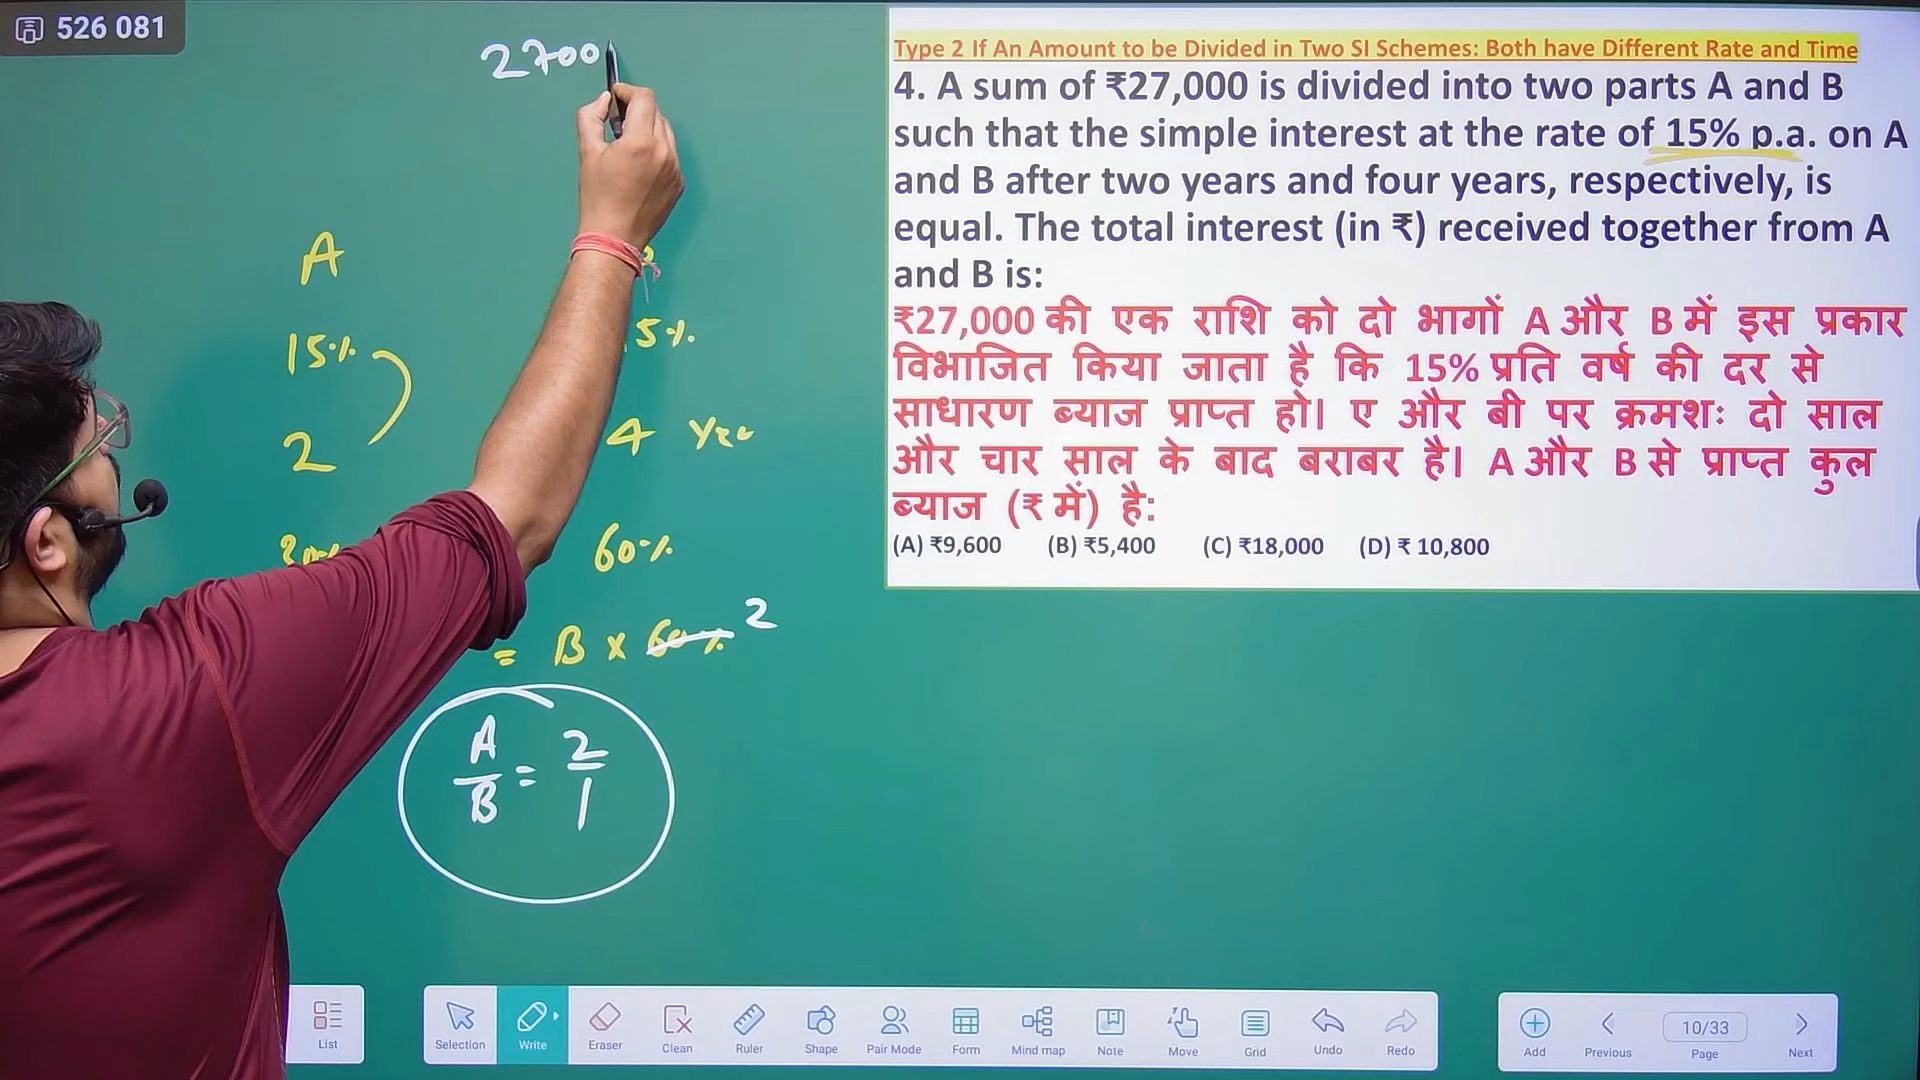 526 081
2700
Type 2 If An Amount to be Divided in Two SI Schemes: Both have Different Rate and Time
4. A sum of ₹27,000 is divided into two parts A and B
such that the simple interest at the rate of 15% p.a. on A
and B after two years and four years, respectively, is
equal. The total interest (in ₹) received together from A
and B is:
₹27,000 की एक राशि को दो भागों A और B में इस प्रकार
विभाजित किया जाता है कि 15% प्रति वर्ष की दर से
साधारण ब्याज प्राप्त हो। ए और बी पर क्रमशः दो साल
और चार साल के बाद बराबर है। A और B से प्राप्त कुल
ब्याज (₹ में) है:
(A) ₹9,600 (B) ₹5,400 (C) ₹18,000 (D) ₹ 10,800
A
15% 5%
2 4
60%
= B × 60% 2
A/B = 2/1
List
Selection Write Eraser Clean Ruler Shape Pair Mode Form Mind map Note Move Grid Undo Redo
Add Previous 10/33 Page Next